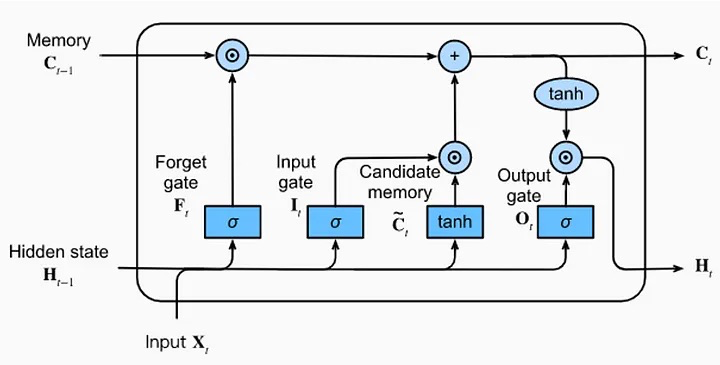 Memory
C_{t-1}
⊙
+
C_t
tanh
Forget
gate
F_t
Input
gate
I_t
Candidate
memory
C̃_t
⊙
Output
gate
O_t
⊙
σ
σ
tanh
σ
Hidden state
H_{t-1}
H_t
Input X_t